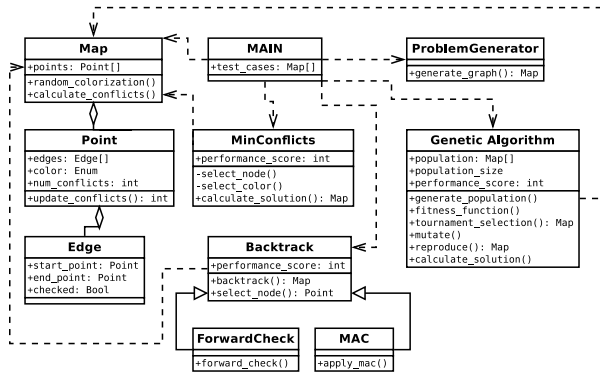 Map
+points: Point[]
+random_colorization()
+calculate_conflicts()
MAIN
+test_cases: Map[]
ProblemGenerator
+generate_graph(): Map
Point
+edges: Edge[]
+color: Enum
+num_conflicts: int
+update_conflicts(): int
MinConflicts
+performance_score: int
-select_node()
-select_color()
+calculate_solution(): Map
Genetic Algorithm
+population: Map[]
+population_size
+performance_score: int
+generate_population()
+fitness_function()
+tournament_selection(): Map
+mutate()
+reproduce(): Map
+calculate_solution()
Edge
+start_point: Point
+end_point: Point
+checked: Bool
Backtrack
+performance_score: int
+backtrack(): Map
+select_node(): Point
ForwardCheck
+forward_check()
MAC
+apply_mac()